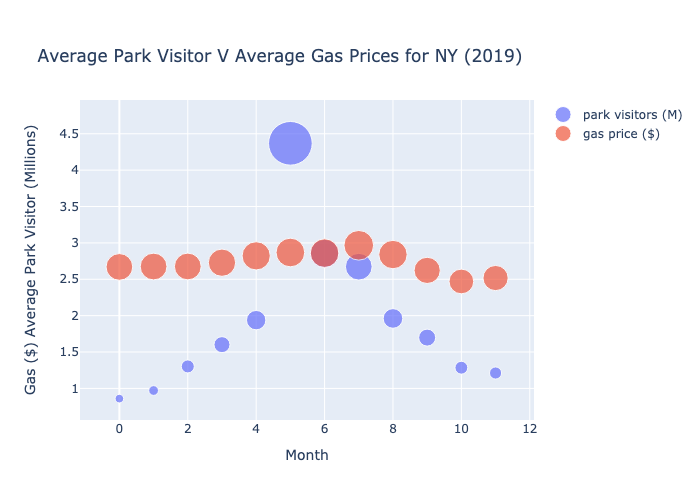 Average Park Visitor V Average Gas Prices for NY (2019)
park visitors (M)
gas price ($)
Gas ($) Average Park Visitor (Millions)
4.5
4
3.5
3
2.5
2
1.5
1
0 2 4 6 8 10 12
Month